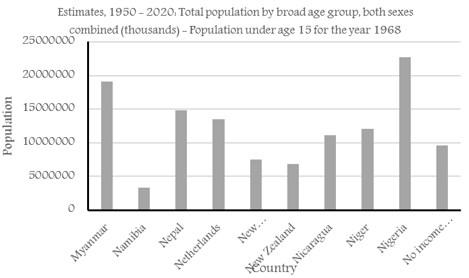 Estimates, 1950 - 2020: Total population by broad age group, both sexes
combined (thousands) - Population under age 15 for the year 1968
25000000
20000000
15000000
10000000
5000000
0
Population
Myanmar
Namibia
Nepal
Netherlands
New...
New Zealand
Nicaragua
Niger
Nigeria
No income...
Country